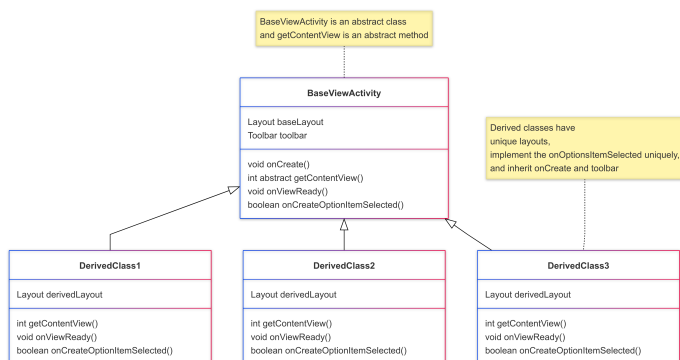 BaseViewActivity is an abstract class
and getContentView is an abstract method
BaseViewActivity
Layout baseLayout
Toolbar toolbar
void onCreate()
int abstract getContentView()
void onViewReady()
boolean onCreateOptionItemSelected()
Derived classes have
unique layouts,
implement the onOptionsItemSelected uniquely,
and inherit onCreate and toolbar
DerivedClass1
Layout derivedLayout
int getContentView()
void onViewReady()
boolean onCreateOptionItemSelected()
DerivedClass2
Layout derivedLayout
int getContentView()
void onViewReady()
boolean onCreateOptionItemSelected()
DerivedClass3
Layout derivedLayout
int getContentView()
void onViewReady()
boolean onCreateOptionItemSelected()